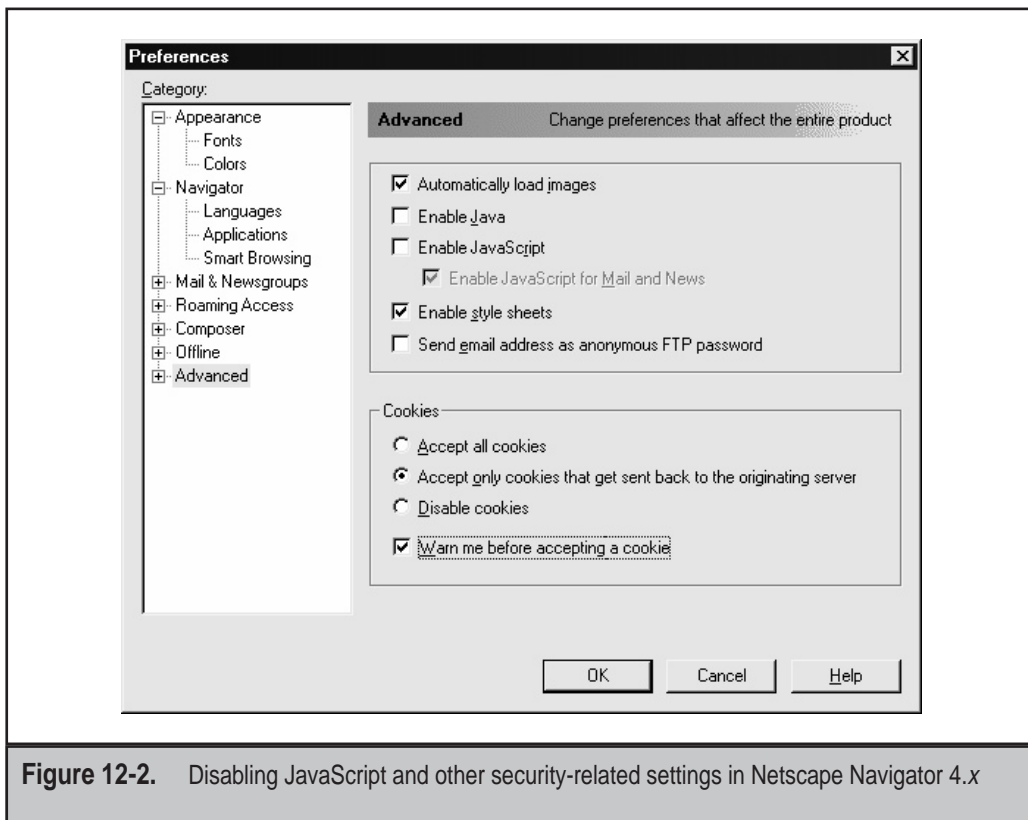 Preferences
Category:
Appearance
Fonts
Colors
Navigator
Languages
Applications
Smart Browsing
Mail & Newsgroups
Roaming Access
Composer
Offline
Advanced
Advanced Change preferences that affect the entire product
Automatically load images
Enable Java
Enable JavaScript
Enable JavaScript for Mail and News
Enable style sheets
Send email address as anonymous FTP password
Cookies
Accept all cookies
Accept only cookies that get sent back to the originating server
Disable cookies
Warn me before accepting a cookie
OK Cancel Help
Figure 12-2. Disabling JavaScript and other security-related settings in Netscape Navigator 4.x